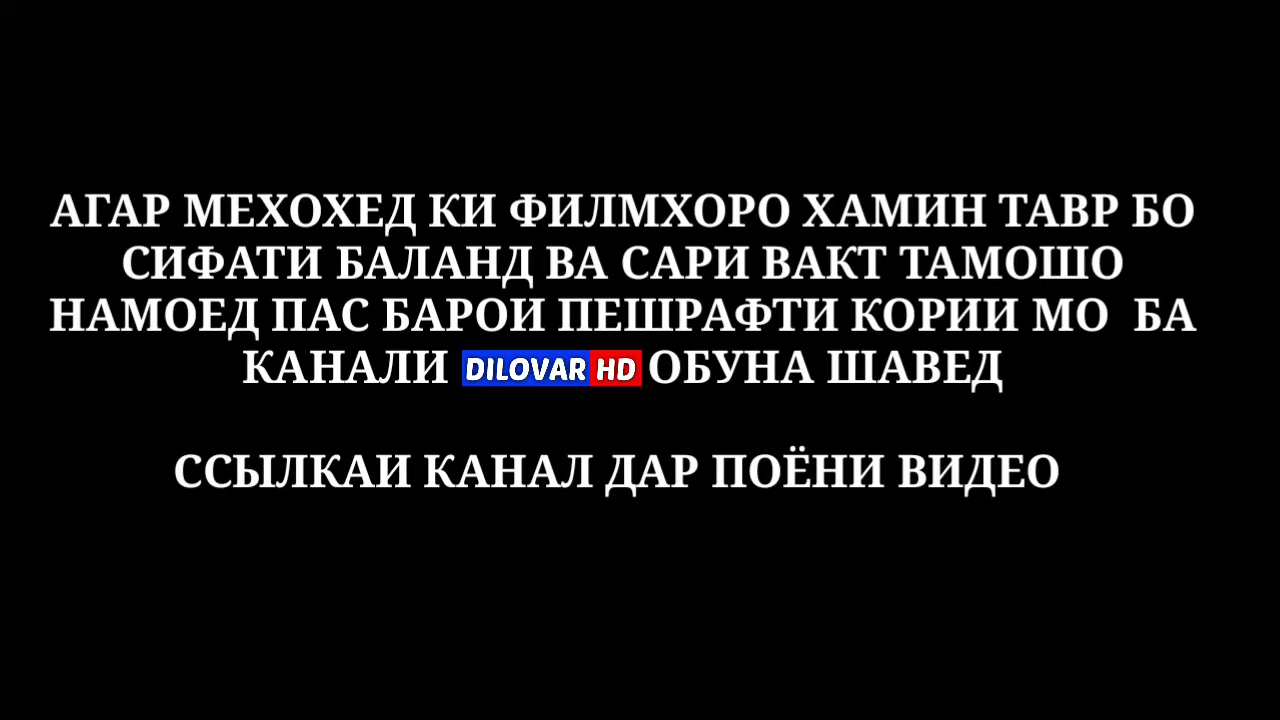 АГАР МЕХОХЕД КИ ФИЛМХОРО ХАМИН ТАВР БО
СИФАТИ БАЛАНД ВА САРИ ВАКТ ТАМОШО
НАМОЕД ПАС БАРОИ ПЕШРАФТИ КОРИИ МО БА
КАНАЛИ DILOVAR HD ОБУНА ШАВЕД
ССЫЛКАИ КАНАЛ ДАР ПОЁНИ ВИДЕО